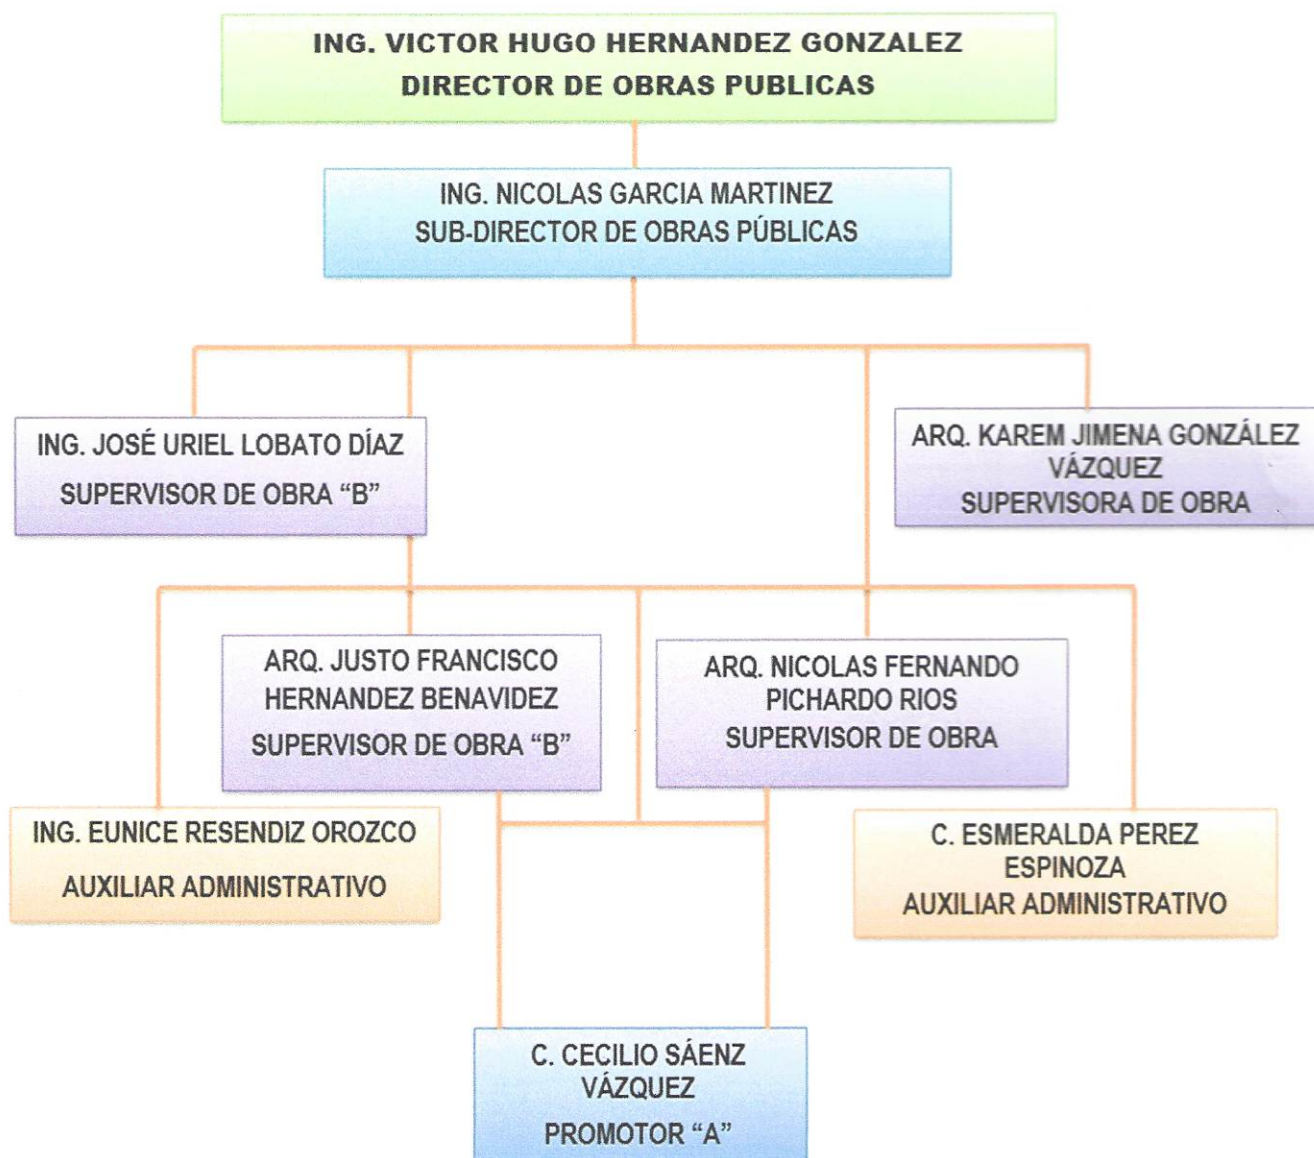 ING. VICTOR HUGO HERNANDEZ GONZALEZ
DIRECTOR DE OBRAS PUBLICAS
ING. NICOLAS GARCIA MARTINEZ
SUB-DIRECTOR DE OBRAS PÚBLICAS
ING. JOSÉ URIEL LOBATO DÍAZ
SUPERVISOR DE OBRA “B”
ARQ. KAREM JIMENA GONZÁLEZ
VÁZQUEZ
SUPERVISORA DE OBRA
ARQ. JUSTO FRANCISCO
HERNANDEZ BENAVIDEZ
SUPERVISOR DE OBRA “B”
ARQ. NICOLAS FERNANDO
PICHARDO RIOS
SUPERVISOR DE OBRA
ING. EUNICE RESENDIZ OROZCO
AUXILIAR ADMINISTRATIVO
C. ESMERALDA PEREZ
ESPINOZA
AUXILIAR ADMINISTRATIVO
C. CECILIO SÁENZ
VÁZQUEZ
PROMOTOR “A”